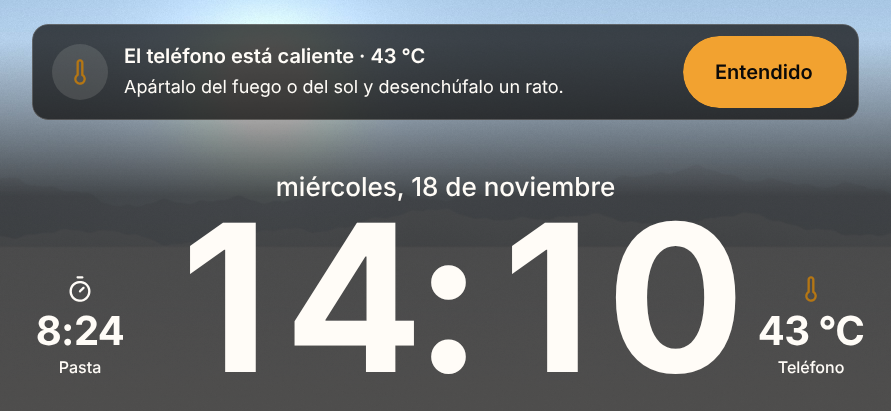 El teléfono está caliente · 43 °C
Apártalo del fuego o del sol y desenchúfalo un rato.
Entendido
miércoles, 18 de noviembre
14:10
8:24
Pasta
43 °C
Teléfono